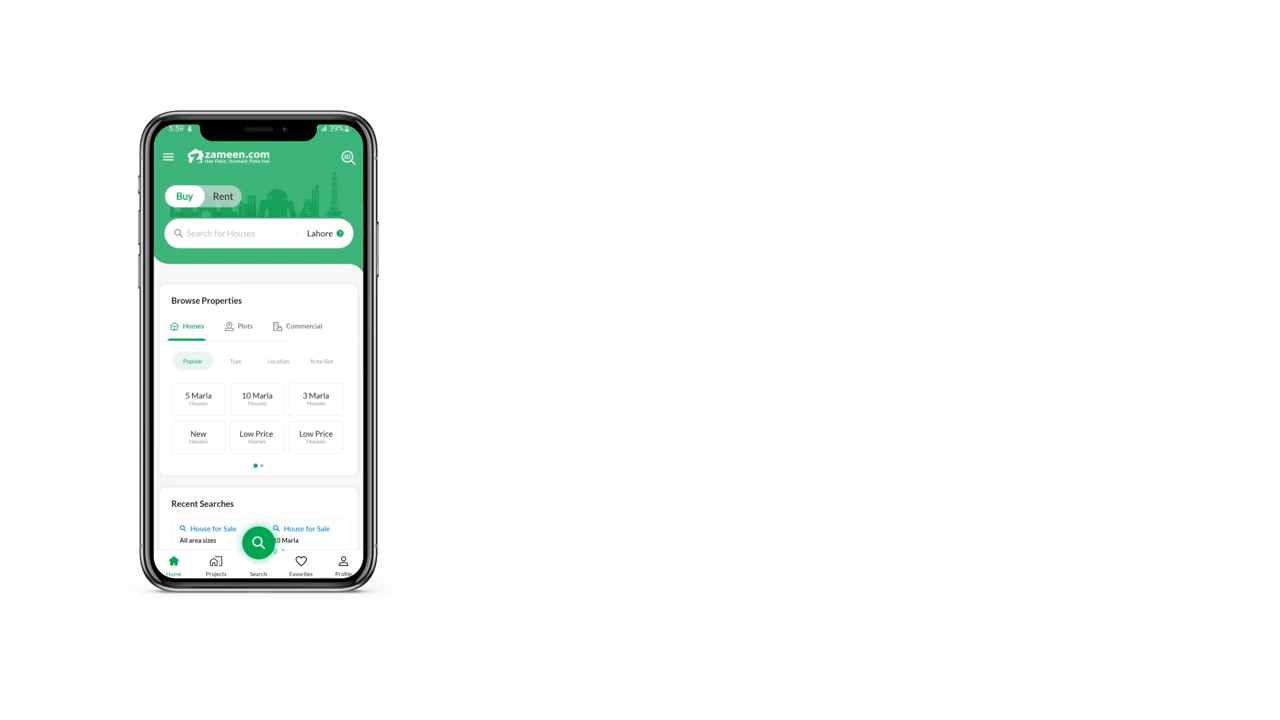 5:59 39%
zameen.com
Har Pata, Humain Pata Hai
ID
Buy Rent
Search for Houses Lahore
Browse Properties
Homes Plots Commercial
Popular Type Location Area Size
5 Marla 10 Marla 3 Marla
Houses Houses Houses
New Low Price Low Price
Houses Homes Houses
Recent Searches
House for Sale House for Sale
All area sizes 10 Marla
Home Projects Search Favorites Profile